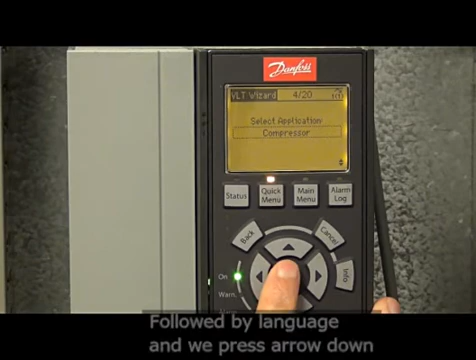 Danfoss
VLT Wizard 4/20
Select Application
Compressor
Status
Quick Menu
Main Menu
Alarm Log
Back
Cancel
Info
On
Warn.
Followed by language
and we press arrow down